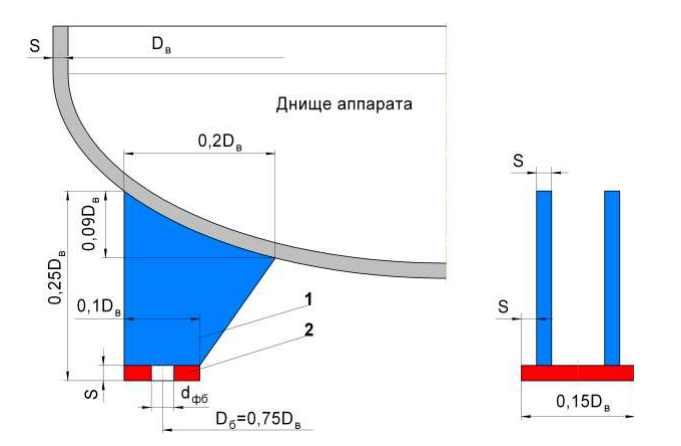 S
Dв
Днище аппарата
0,2Dв
0,09Dв
0,25Dв
0,1Dв
1
2
S
dфб
Dб=0,75Dв
S
S
0,15Dв